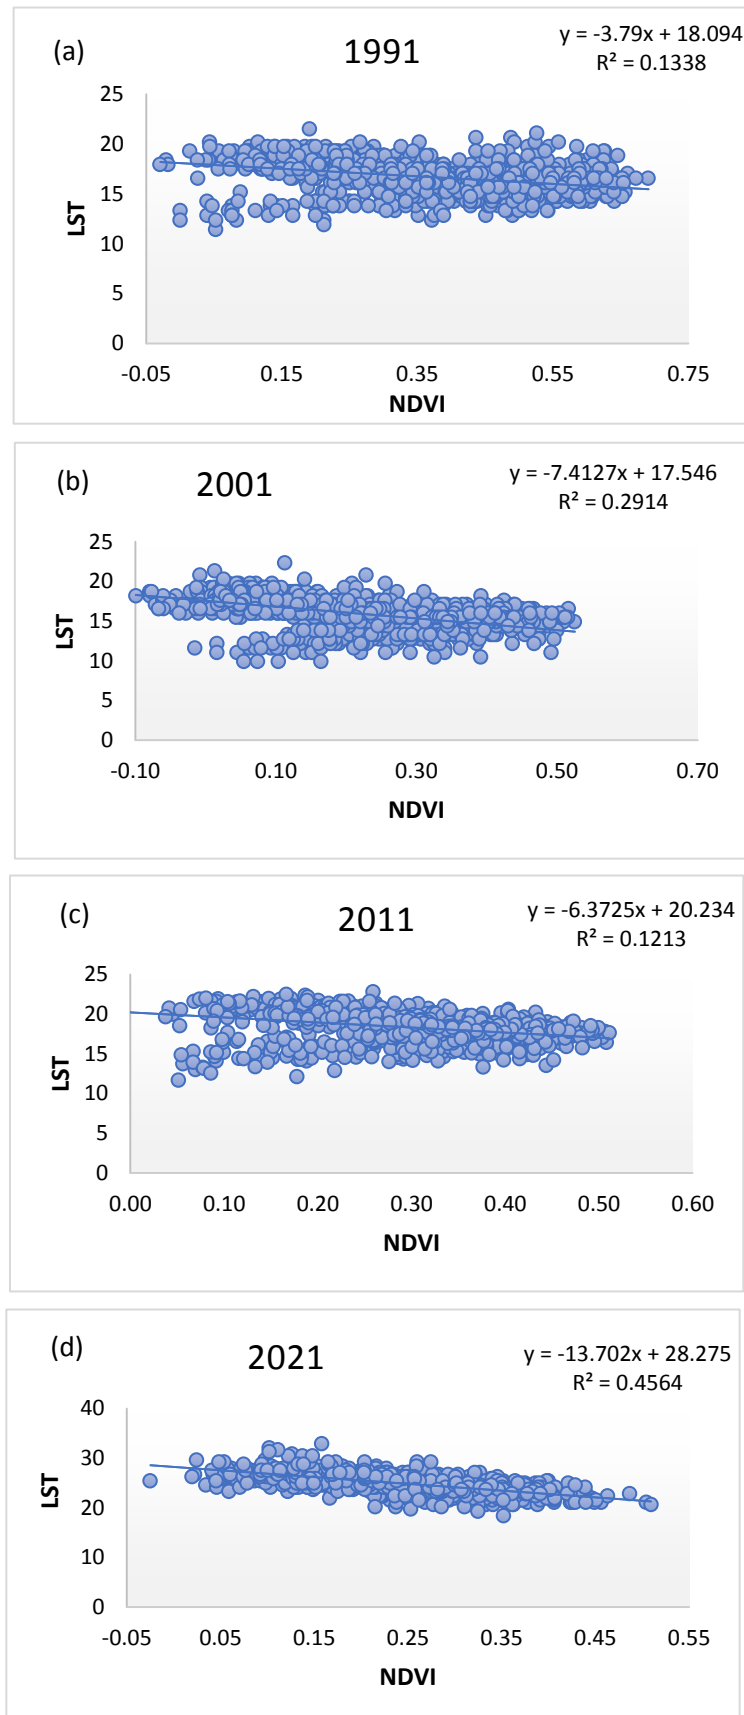 (a)
1991
y = -3.79x + 18.094
R² = 0.1338
25
20
15
10
5
0
LST
-0.05 0.15 0.35 0.55 0.75
NDVI
(b)
2001
y = -7.4127x + 17.546
R² = 0.2914
25
20
15
10
5
0
LST
-0.10 0.10 0.30 0.50 0.70
NDVI
(c)
2011
y = -6.3725x + 20.234
R² = 0.1213
25
20
15
10
5
0
LST
0.00 0.10 0.20 0.30 0.40 0.50 0.60
NDVI
(d)
2021
y = -13.702x + 28.275
R² = 0.4564
40
30
20
10
0
LST
-0.05 0.05 0.15 0.25 0.35 0.45 0.55
NDVI